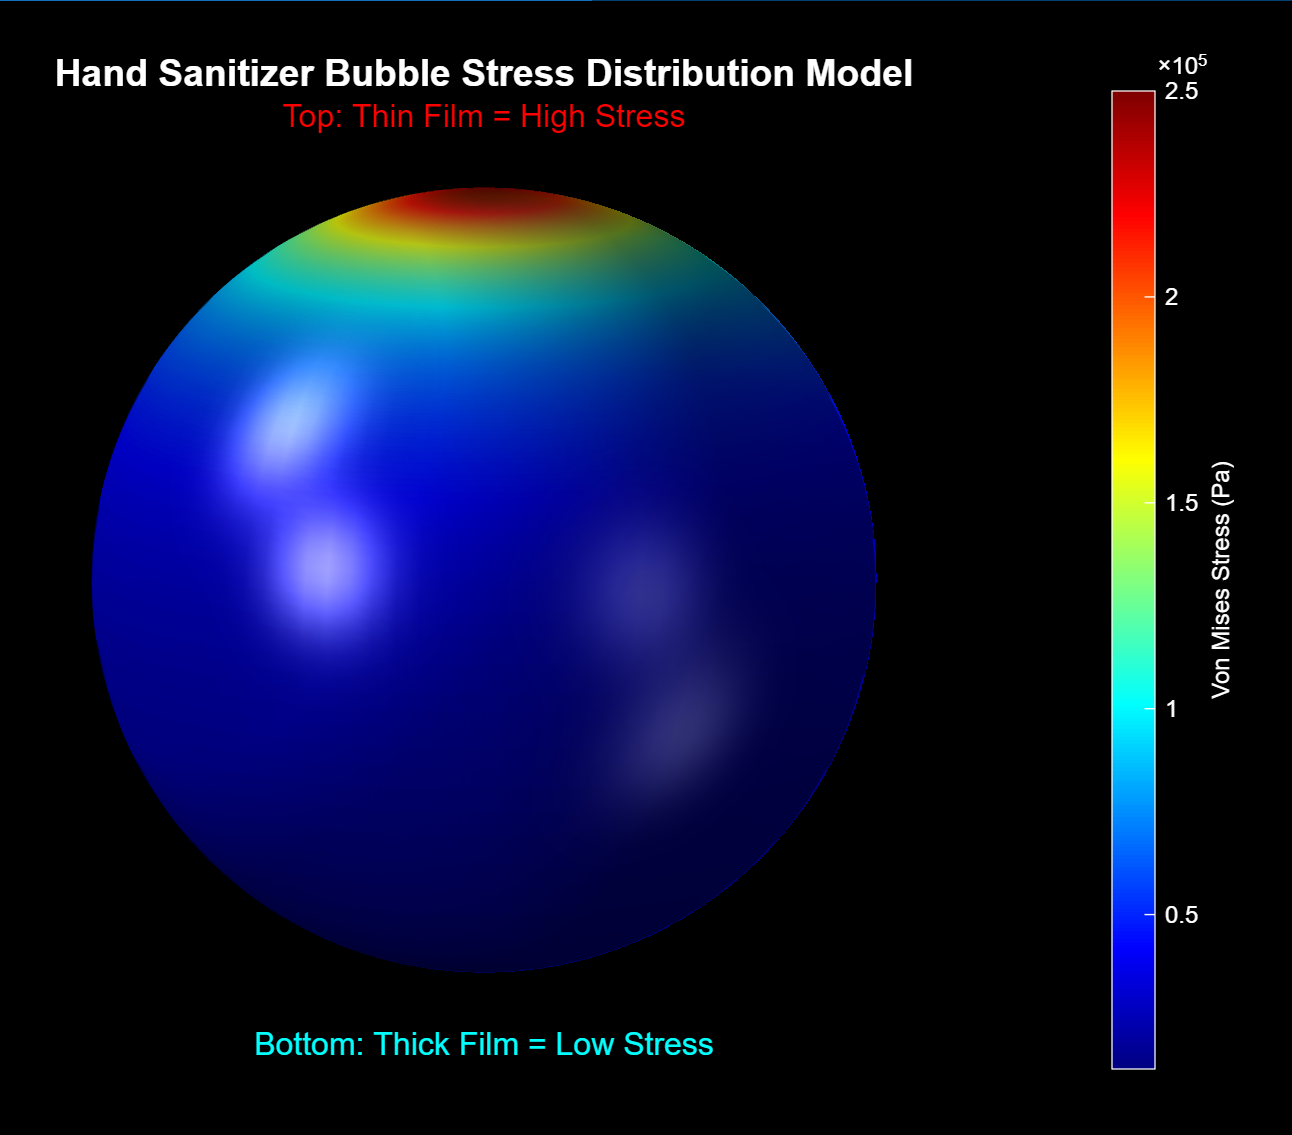 Hand Sanitizer Bubble Stress Distribution Model
Top: Thin Film = High Stress
×10⁵
2.5
2
1.5
1
0.5
Von Mises Stress (Pa)
Bottom: Thick Film = Low Stress